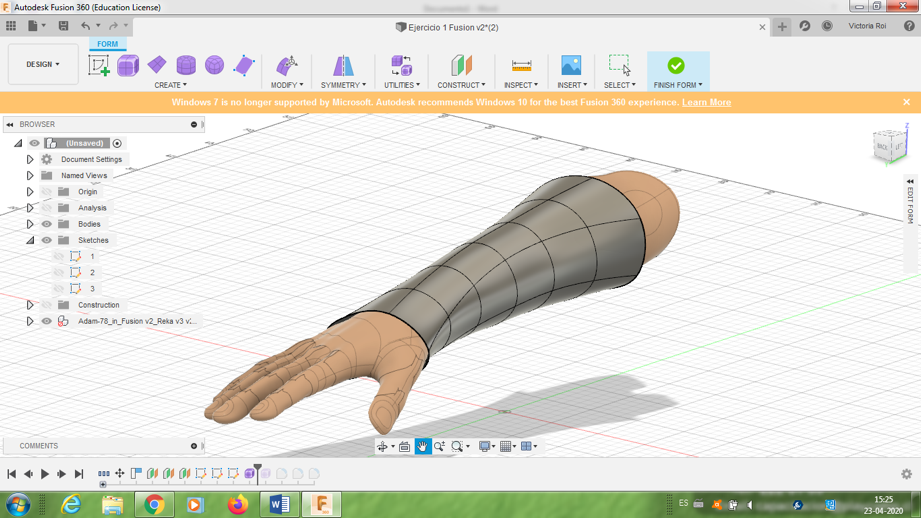 Autodesk Fusion 360 (Education License)
Ejercicio 1 Fusion v2*(2)
Victoria Roi
FORM
DESIGN
CREATE
MODIFY
SYMMETRY
UTILITIES
CONSTRUCT
INSPECT
INSERT
SELECT
FINISH FORM
Windows 7 is no longer supported by Microsoft. Autodesk recommends Windows 10 for the best Fusion 360 experience. Learn More
BROWSER
(Unsaved)
Document Settings
Named Views
Origin
Analysis
Bodies
Sketches
1
2
3
Construction
Adam-78_in_Fusion v2_Reka v3 v2...
Z
BACK
LEFT
EDIT FORM
COMMENTS
ES
15:25
23-04-2020